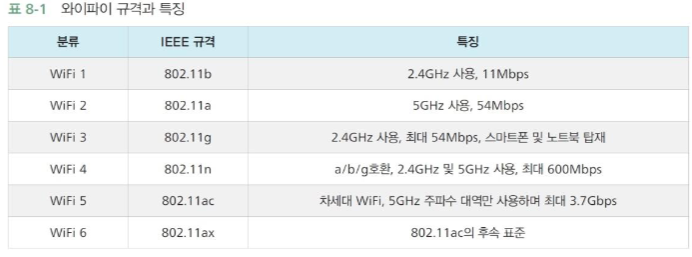 표 8-1 와이파이 규격과 특징
분류 IEEE 규격 특징
WiFi 1 802.11b 2.4GHz 사용, 11Mbps
WiFi 2 802.11a 5GHz 사용, 54Mbps
WiFi 3 802.11g 2.4GHz 사용, 최대 54Mbps, 스마트폰 및 노트북 탑재
WiFi 4 802.11n a/b/g호환, 2.4GHz 및 5GHz 사용, 최대 600Mbps
WiFi 5 802.11ac 차세대 WiFi, 5GHz 주파수 대역만 사용하며 최대 3.7Gbps
WiFi 6 802.11ax 802.11ac의 후속 표준